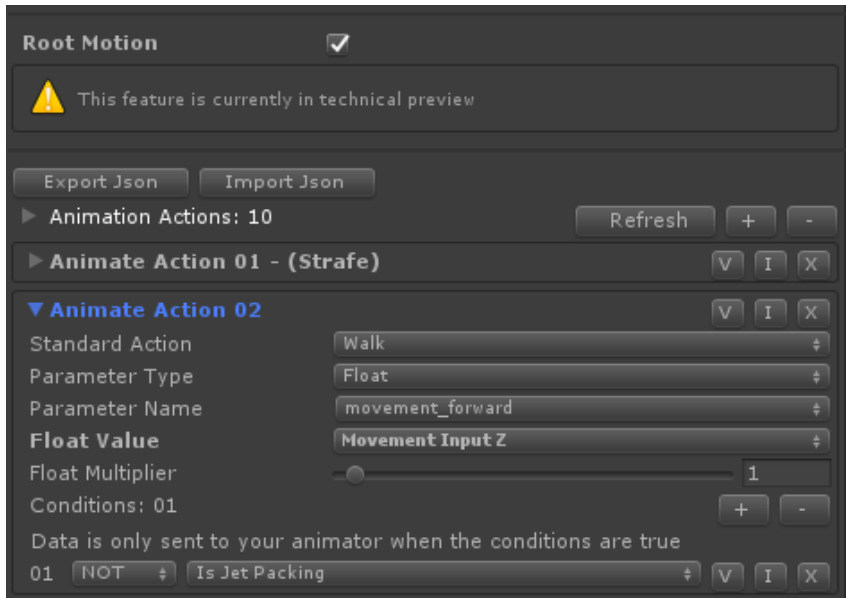 Root Motion
This feature is currently in technical preview
Export Json Import Json
Animation Actions: 10 Refresh + -
Animate Action 01 - (Strafe) V I X
Animate Action 02 V I X
Standard Action Walk
Parameter Type Float
Parameter Name movement_forward
Float Value Movement Input Z
Float Multiplier 1
Conditions: 01 + -
Data is only sent to your animator when the conditions are true
01 NOT Is Jet Packing V I X